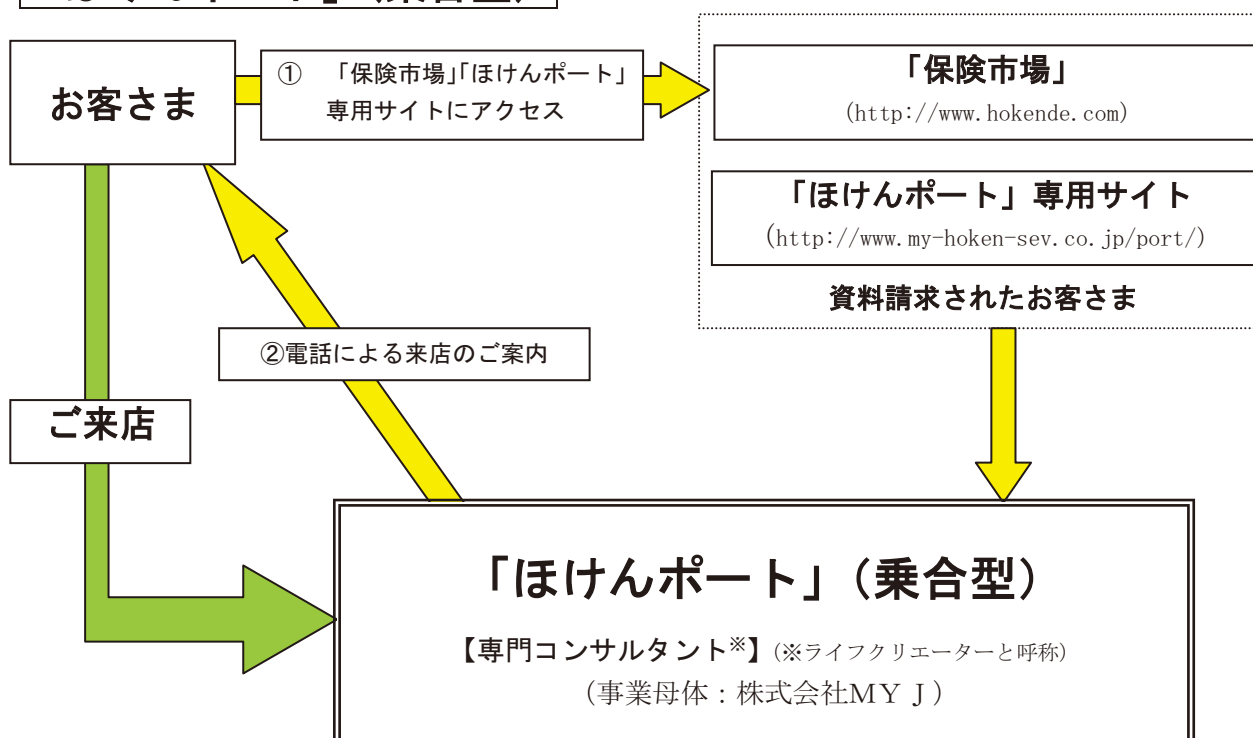 お客さま
① 「保険市場」「ほけんポート」
専用サイトにアクセス
「保険市場」
(http://www.hokende.com)
「ほけんポート」専用サイト
(http://www.my-hoken-sev.co.jp/port/)
資料請求されたお客さま
②電話による来店のご案内
ご来店
「ほけんポート」(乗合型)
【専門コンサルタント※】(※ライフクリエーターと呼称)
(事業母体:株式会社MYJ)